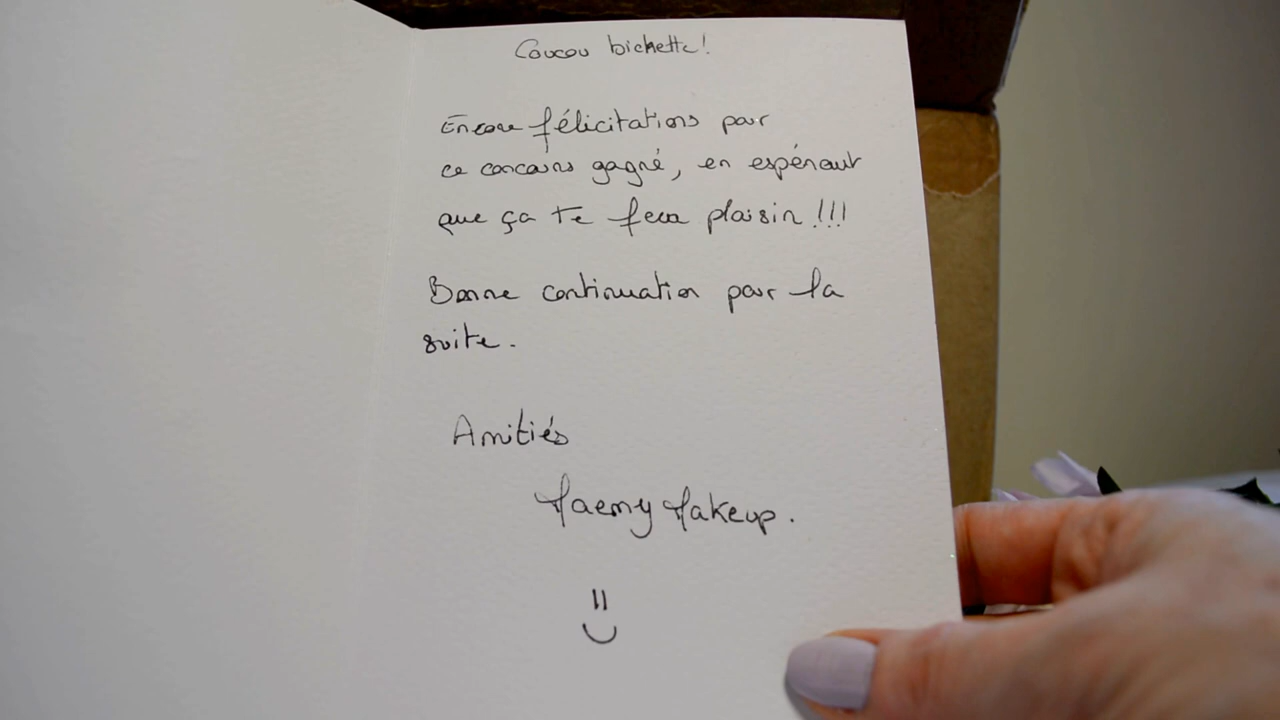 Coucou bichette!
Encore félicitations pour
ce concours gagné, en espérant
que ça te fera plaisir !!!
Bonne continuation pour la
suite.
Amitiés
Maemy Makeup.